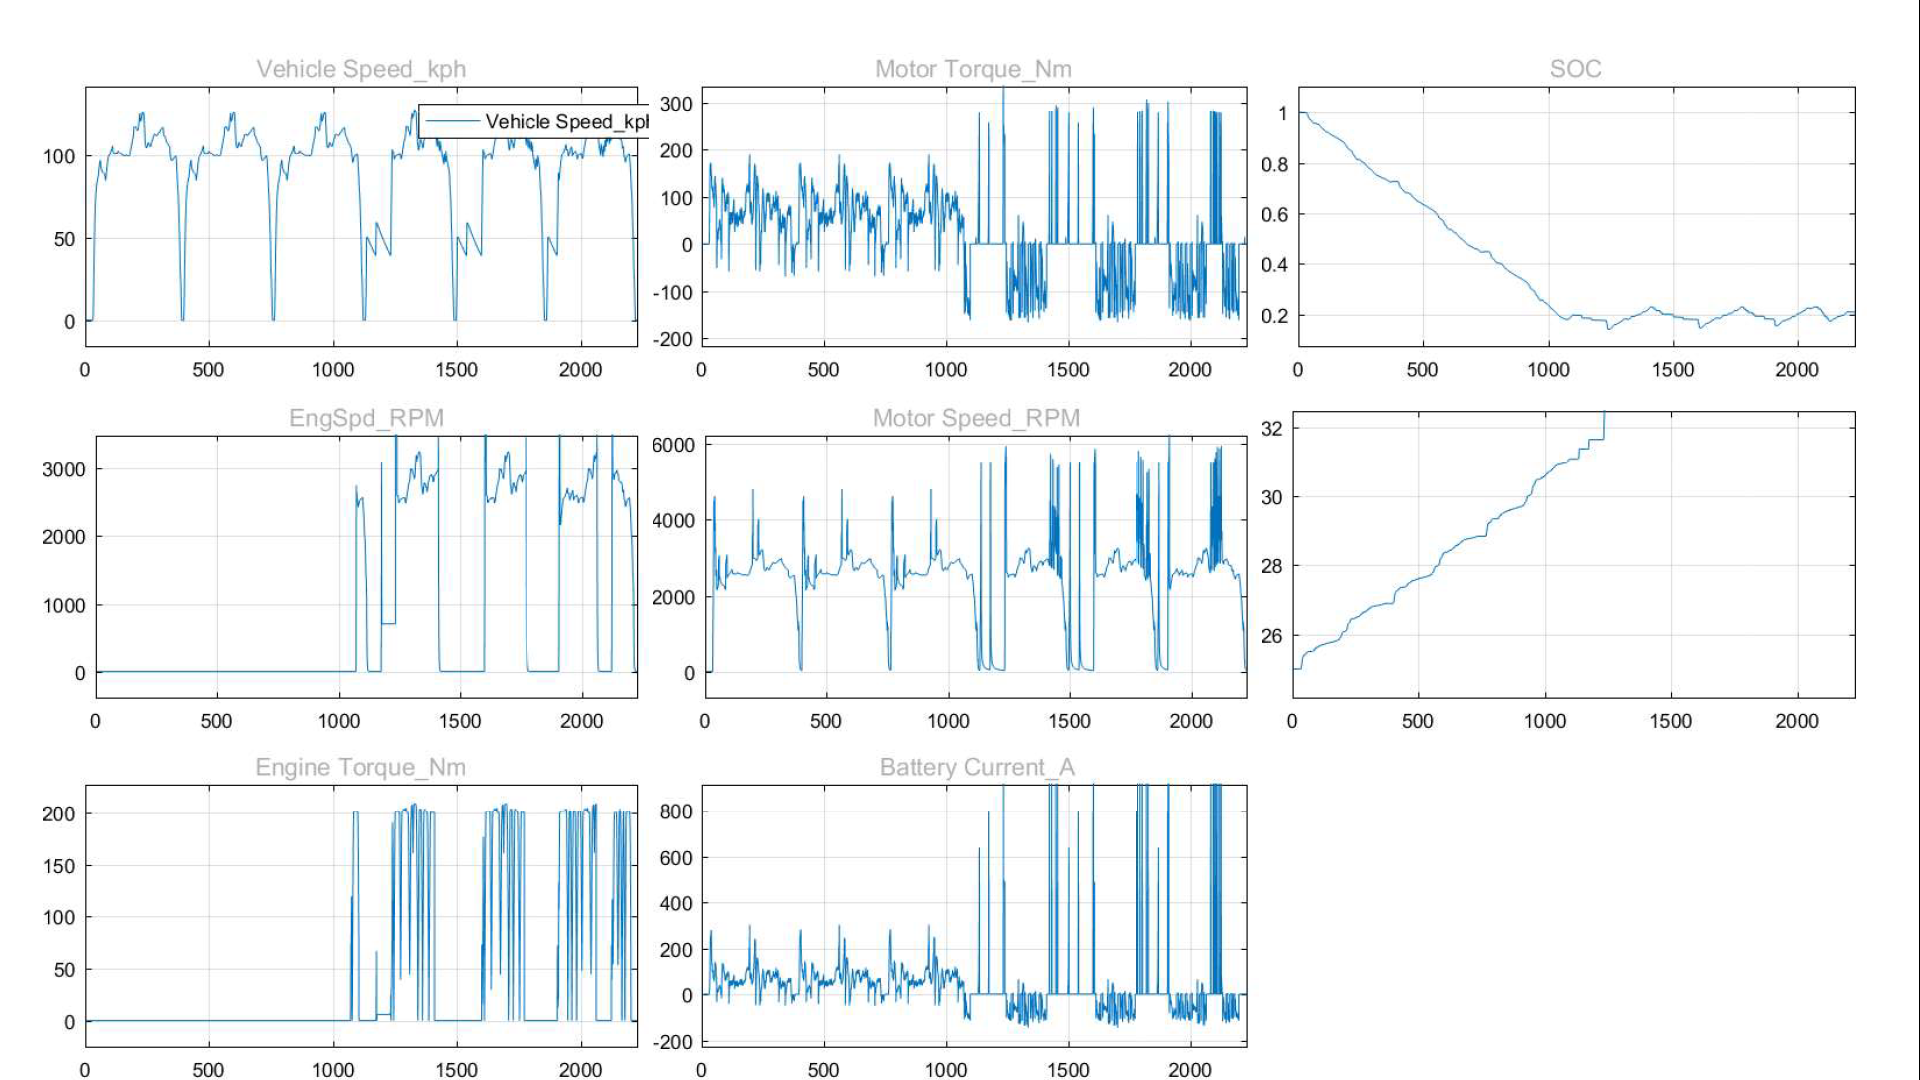 Vehicle Speed_kph
Motor Torque_Nm
SOC
Vehicle Speed_kph
100
50
0
0 500 1000 1500 2000
300
200
100
0
-100
-200
0 500 1000 1500 2000
1
0.8
0.6
0.4
0.2
0 500 1000 1500 2000
EngSpd_RPM
Motor Speed_RPM
3000
2000
1000
0
0 500 1000 1500 2000
6000
4000
2000
0
0 500 1000 1500 2000
32
30
28
26
0 500 1000 1500 2000
Engine Torque_Nm
Battery Current_A
200
150
100
50
0
0 500 1000 1500 2000
800
600
400
200
0
-200
0 500 1000 1500 2000